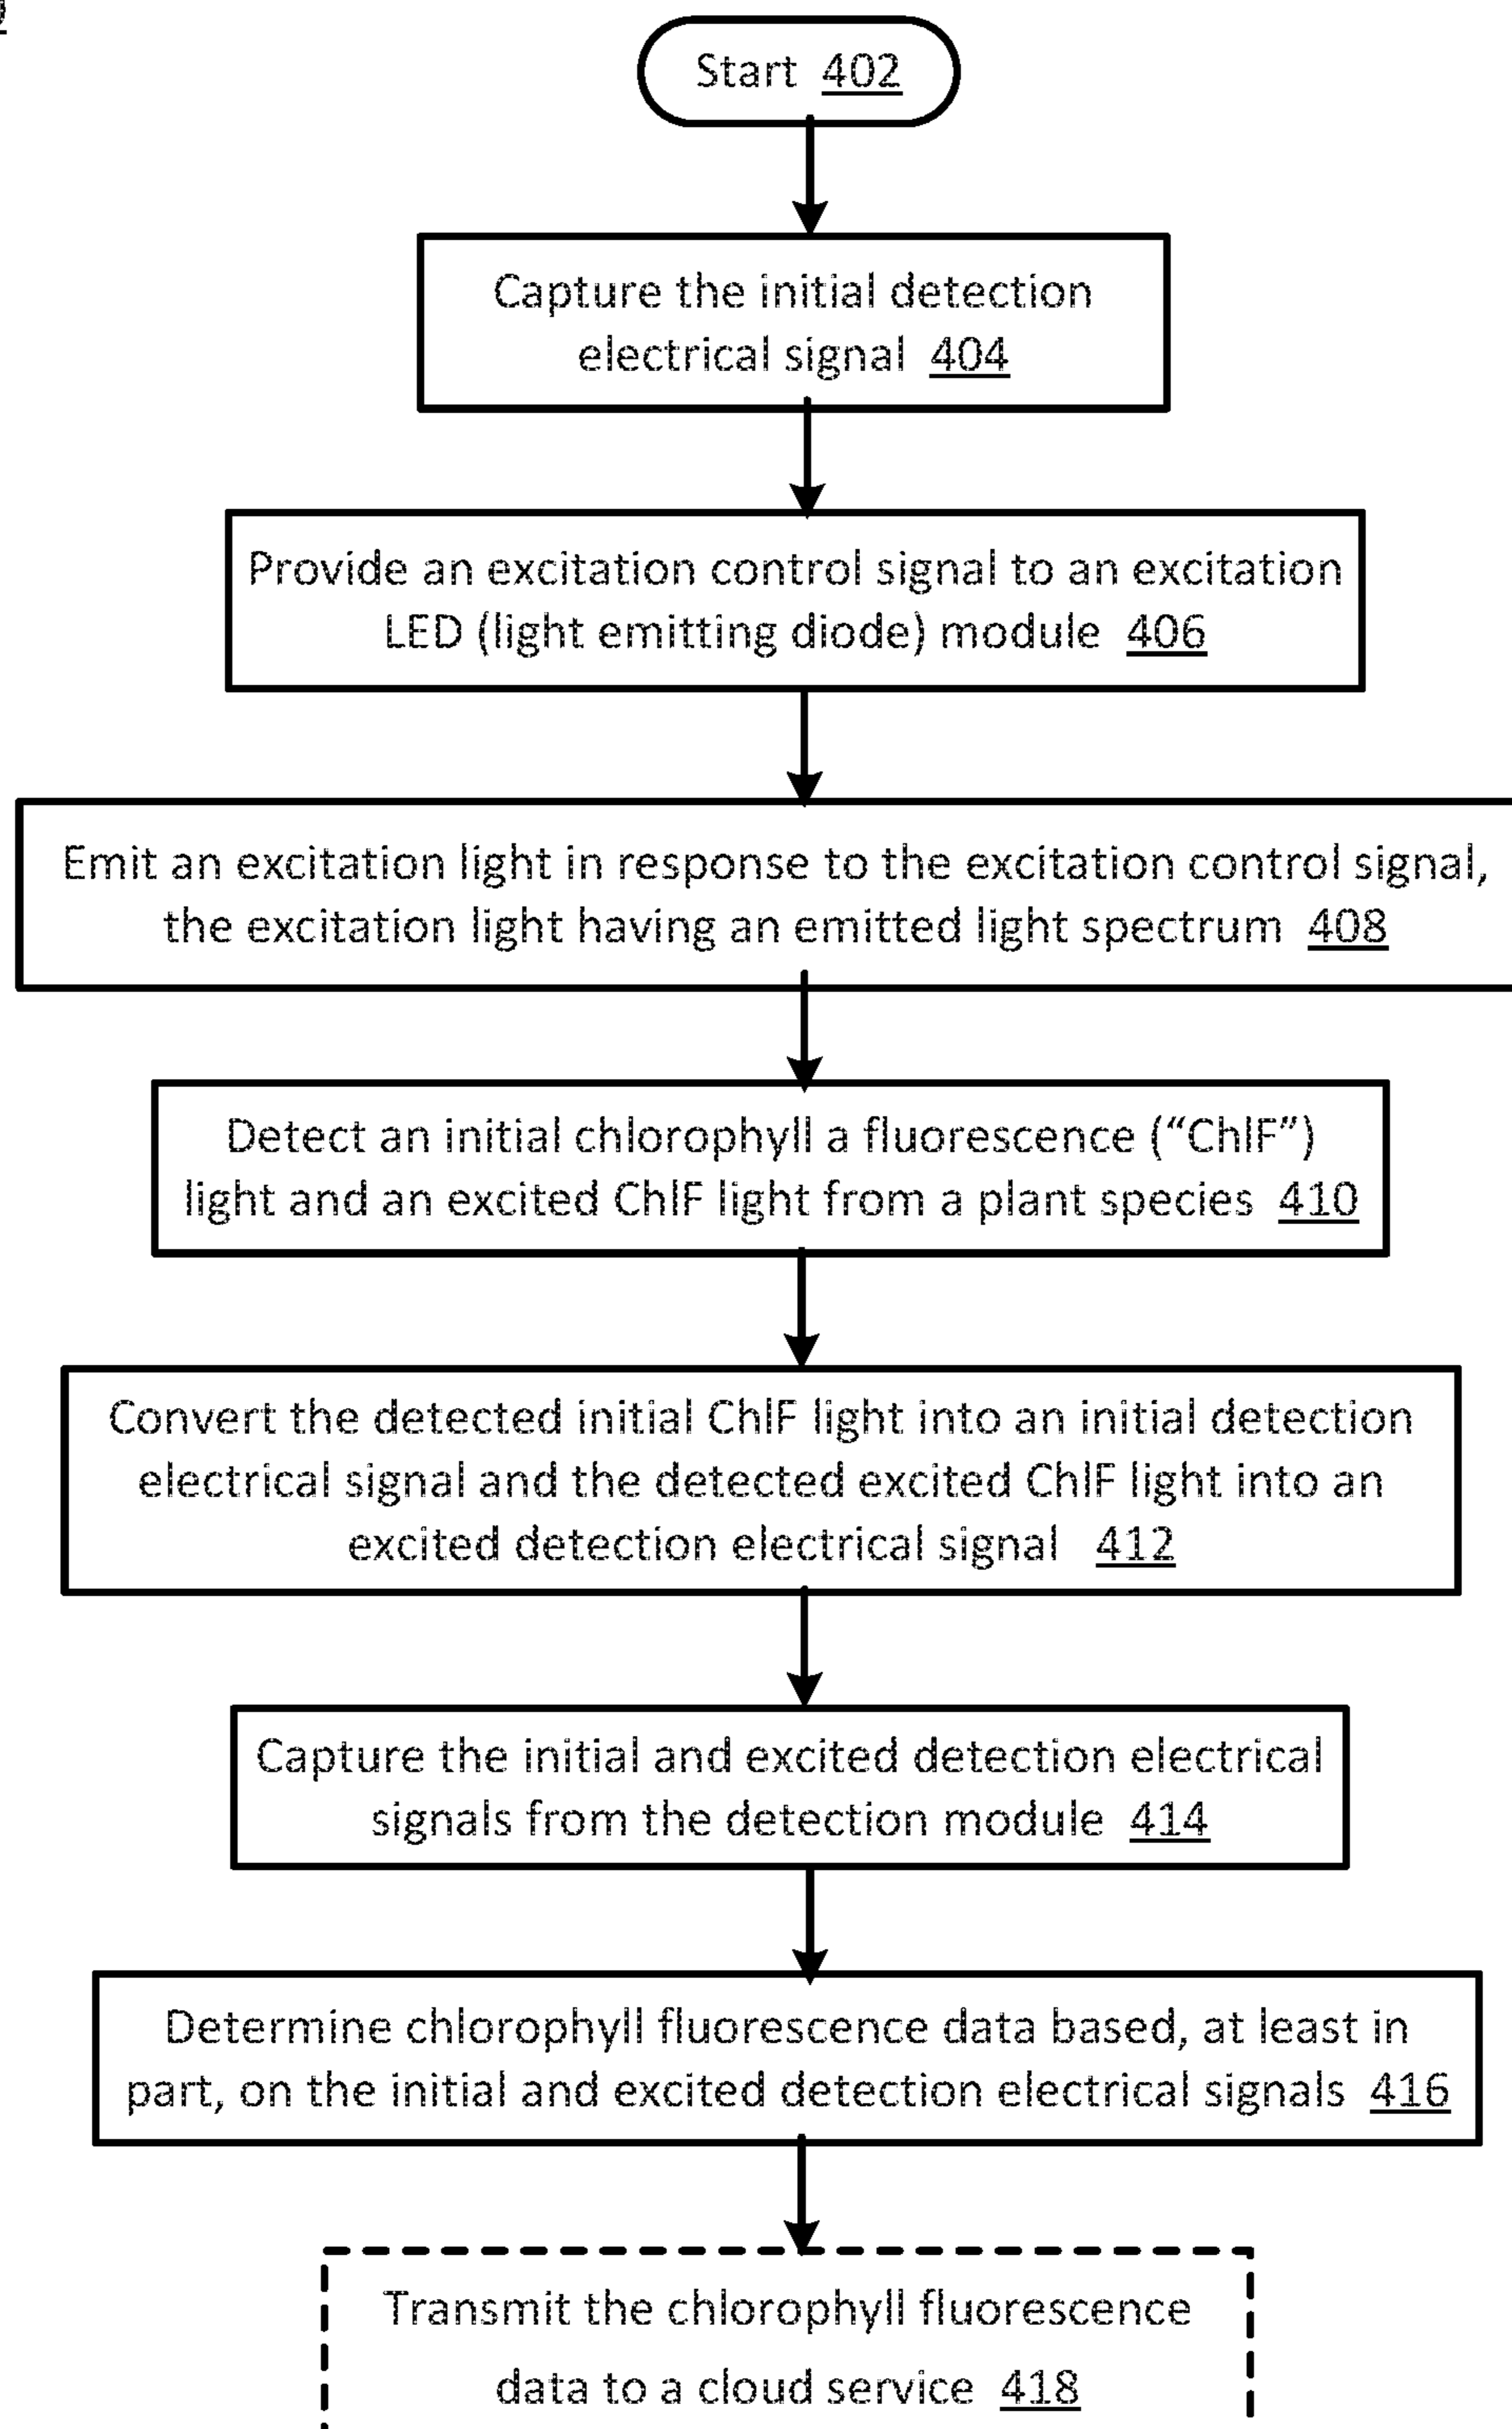 Start 402
Capture the initial detection
electrical signal 404
Provide an excitation control signal to an excitation
LED (light emitting diode) module 406
Emit an excitation light in response to the excitation control signal,
the excitation light having an emitted light spectrum 408
Detect an initial chlorophyll a fluorescence (“ChlF”)
light and an excited ChlF light from a plant species 410
Convert the detected initial ChlF light into an initial detection
electrical signal and the detected excited ChlF light into an
excited detection electrical signal 412
Capture the initial and excited detection electrical
signals from the detection module 414
Determine chlorophyll fluorescence data based, at least in
part, on the initial and excited detection electrical signals 416
Transmit the chlorophyll fluorescence
data to a cloud service 418